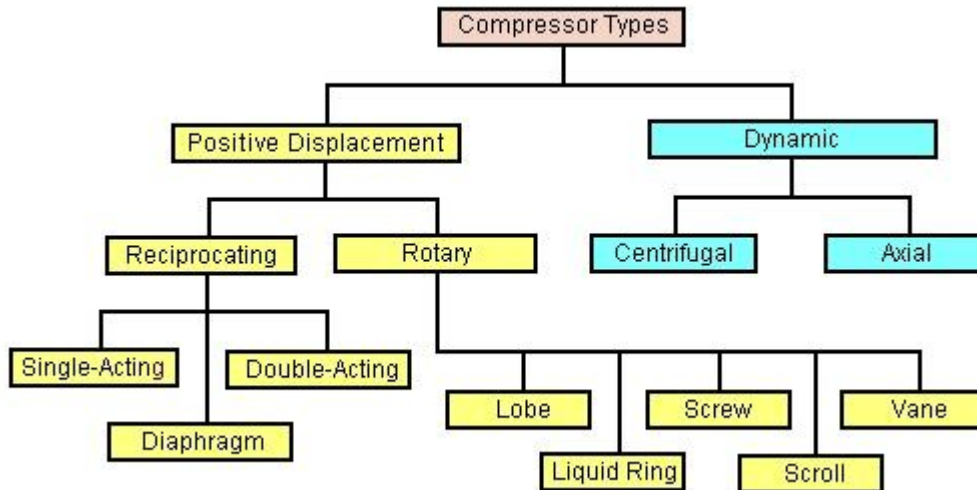 Compressor Types
Positive Displacement
Dynamic
Reciprocating
Rotary
Centrifugal
Axial
Single-Acting
Double-Acting
Diaphragm
Lobe
Screw
Vane
Liquid Ring
Scroll